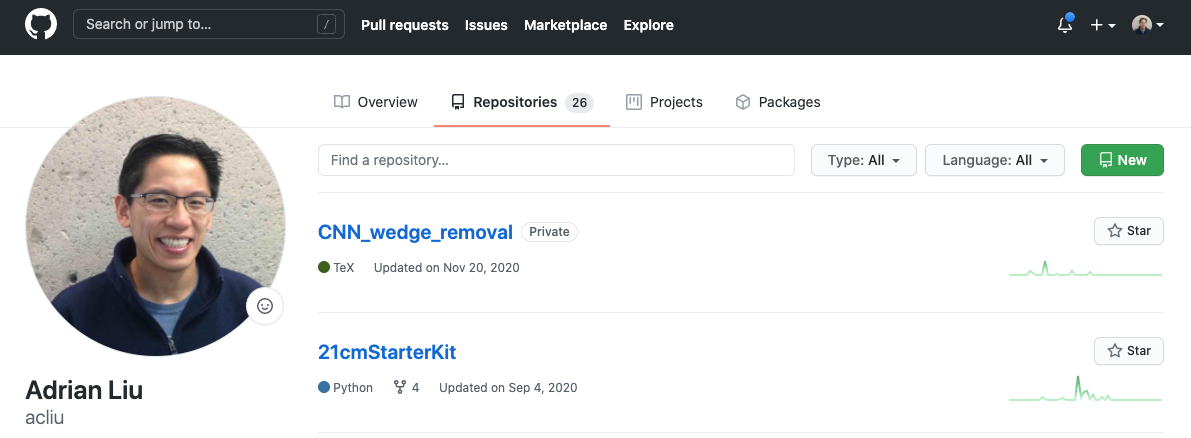 Search or jump to... /
Pull requests Issues Marketplace Explore
Overview Repositories 26 Projects Packages
Find a repository...
Type: All Language: All New
CNN_wedge_removal Private Star
TeX Updated on Nov 20, 2020
21cmStarterKit Star
Python 4 Updated on Sep 4, 2020
Adrian Liu
acliu